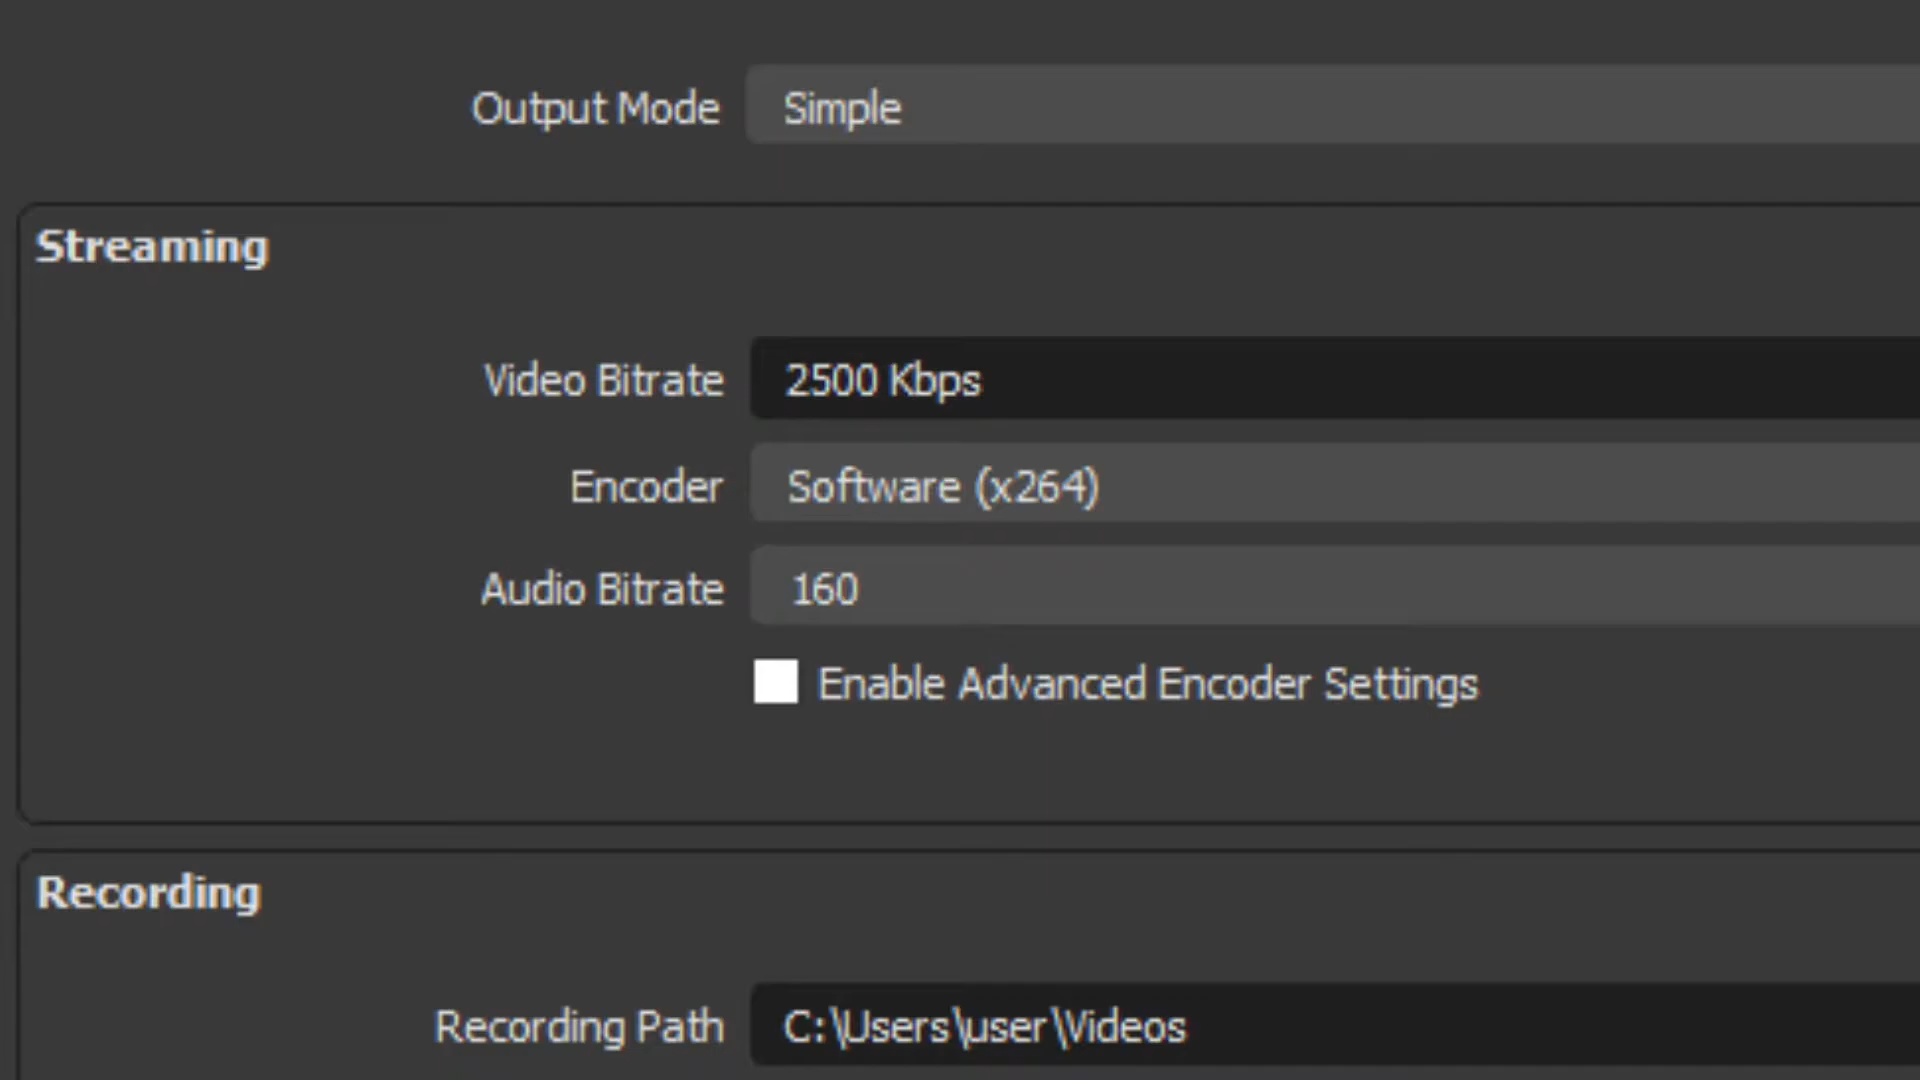 Output Mode Simple
Streaming
Video Bitrate 2500 Kbps
Encoder Software (x264)
Audio Bitrate 160
Enable Advanced Encoder Settings
Recording
Recording Path C:\Users\user\Videos